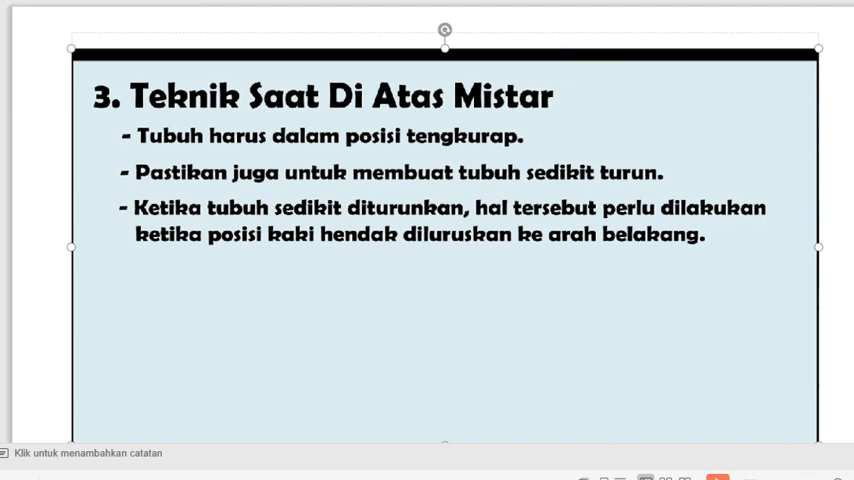 3. Teknik Saat Di Atas Mistar
- Tubuh harus dalam posisi tengkurap.
- Pastikan juga untuk membuat tubuh sedikit turun.
- Ketika tubuh sedikit diturunkan, hal tersebut perlu dilakukan
ketika posisi kaki hendak diluruskan ke arah belakang.
Klik untuk menambahkan catatan